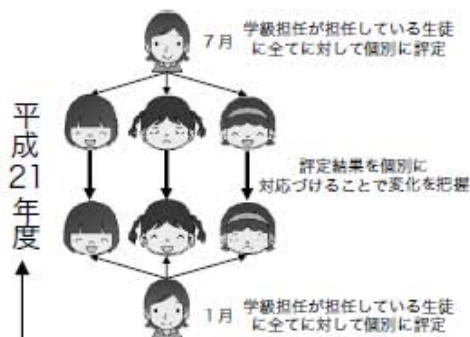 7月
学級担任が担任している生徒
に全てに対して個別に評定
平成21年度
評定結果を個別に
対応づけることで変化を把握
1月
学級担任が担任している生徒
に全てに対して個別に評定